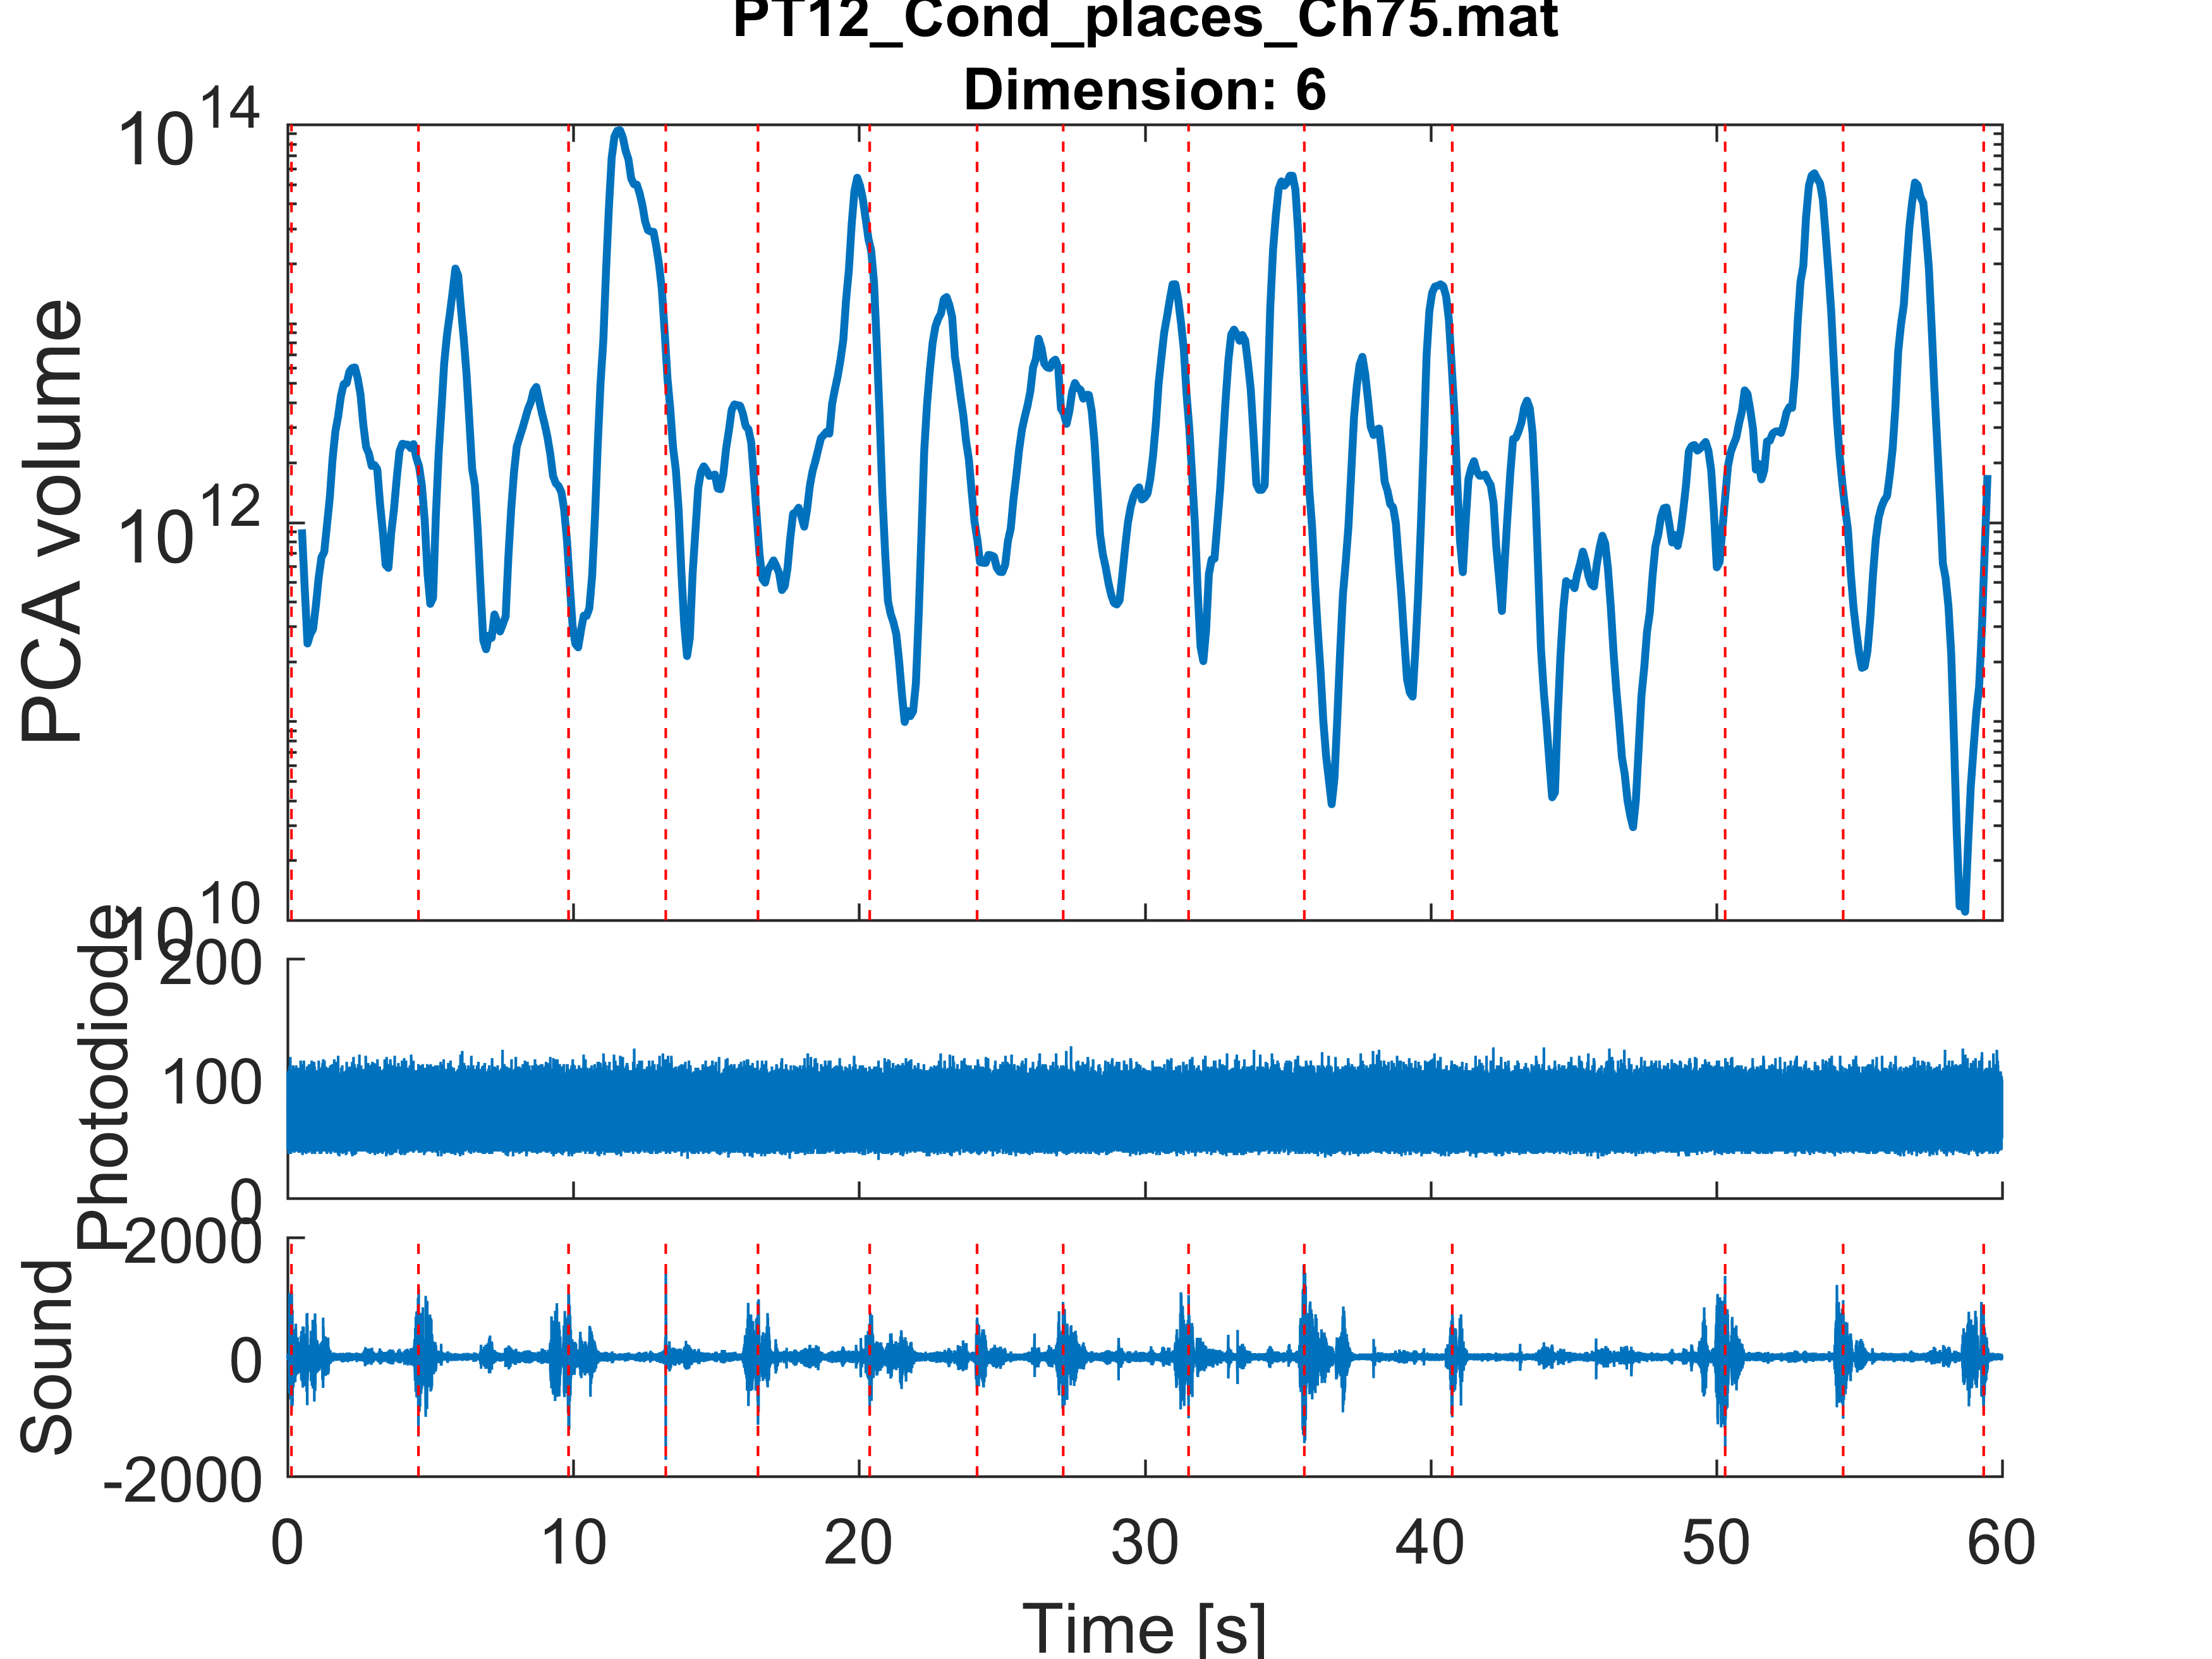 PT12_Cond_places_Ch75.mat
Dimension: 6
10^14
10^12
10^10
PCA volume
200
100
0
Photodiode
2000
0
-2000
Sound
0 10 20 30 40 50 60
Time [s]